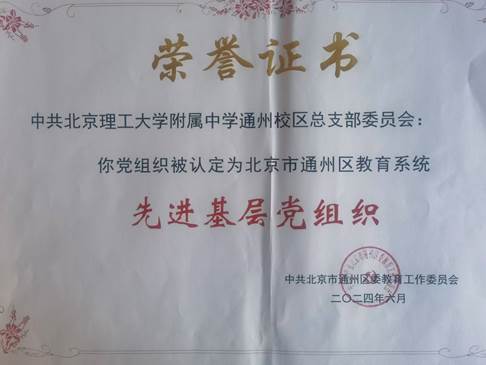 荣誉证书
中共北京理工大学附属中学通州校区总支部委员会：
你党组织被认定为北京市通州区教育系统
先进基层党组织
中共北京市通州区委教育工作委员会
二〇二四年六月